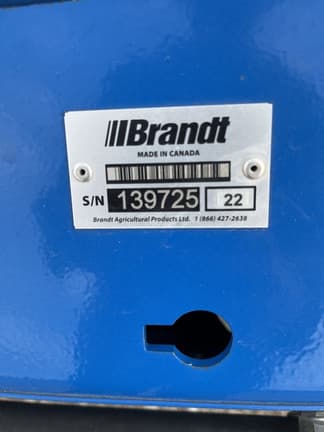 Brandt
MADE IN CANADA
S/N 139725 22
Brandt Agricultural Products Ltd. 1 (866) 427-2638